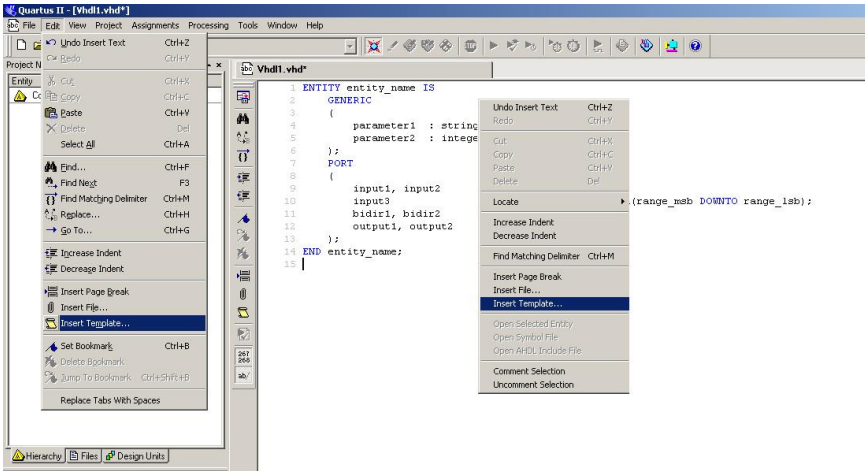 Quartus II - [Vhdl1.vhd*]
File Edit View Project Assignments Processing Tools Window Help
Undo Insert Text Ctrl+Z
Redo Ctrl+Y
Cut Ctrl+X
Copy Ctrl+C
Paste Ctrl+V
Delete Del
Select All Ctrl+A
Find... Ctrl+F
Find Next F3
Find Matching Delimiter Ctrl+M
Replace... Ctrl+H
Go To... Ctrl+G
Increase Indent
Decrease Indent
Insert Page Break
Insert File...
Insert Template...
Set Bookmark Ctrl+B
Delete Bookmark
Jump To Bookmark Ctrl+Shift+B
Replace Tabs With Spaces
Project N
Entity
Hierarchy Files Design Units
abc Vhdl1.vhd*
267
268
ab/
1 ENTITY entity_name IS
2 GENERIC
3 (
4 parameter1 : string
5 parameter2 : intege
6 );
7 PORT
8 (
9 input1, input2
10 input3 (range_msb DOWNTO range_lsb);
11 bidir1, bidir2
12 output1, output2
13 );
14 END entity_name;
15
Undo Insert Text Ctrl+Z
Redo Ctrl+Y
Cut Ctrl+X
Copy Ctrl+C
Paste Ctrl+V
Delete Del
Locate
Increase Indent
Decrease Indent
Find Matching Delimiter Ctrl+M
Insert Page Break
Insert File...
Insert Template...
Open Selected Entity
Open Symbol File
Open AHDL Include File
Comment Selection
Uncomment Selection